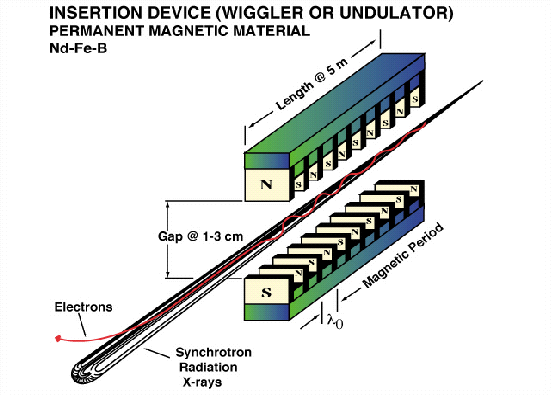 INSERTION DEVICE (WIGGLER OR UNDULATOR)
PERMANENT MAGNETIC MATERIAL
Nd-Fe-B
Length @ 5 m
N
S
N
S
N
S
N
S
N
S
Gap @ 1-3 cm
N
S
N
S
N
S
N
S
Magnetic Period
λ0
Electrons
Synchrotron
Radiation
X-rays